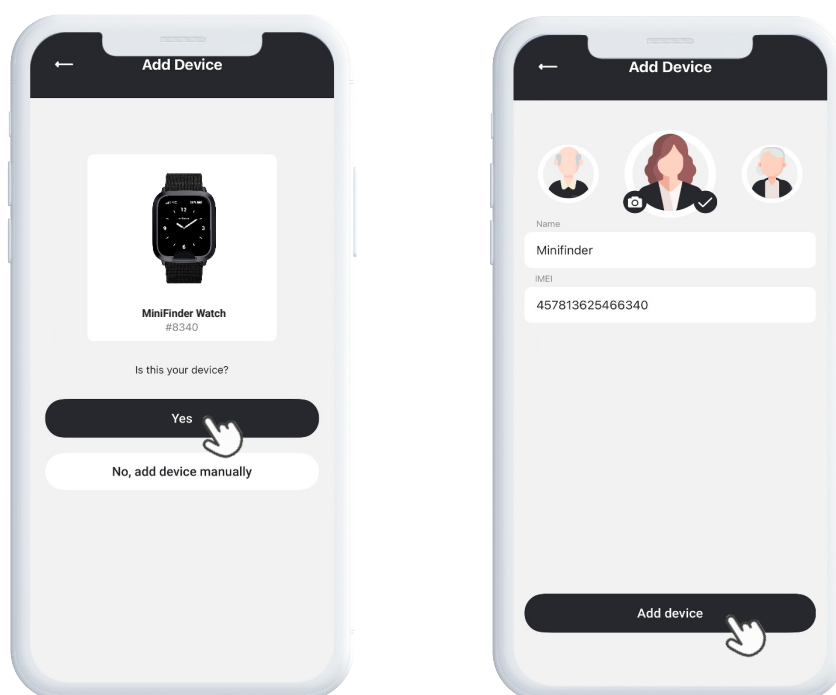 Add Device
MiniFinder Watch
#8340
Is this your device?
Yes
No, add device manually
Add Device
Name
Minifinder
IMEI
457813625466340
Add device